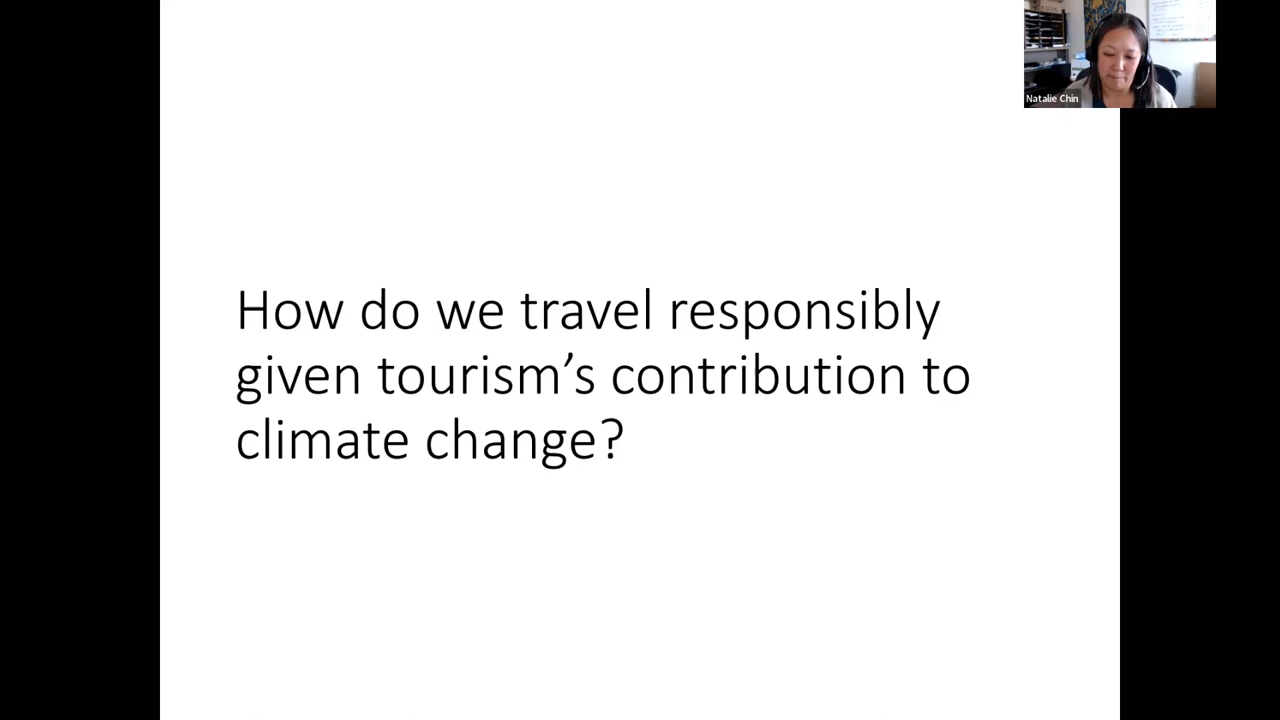 Natalie Chin
How do we travel responsibly
given tourism’s contribution to
climate change?